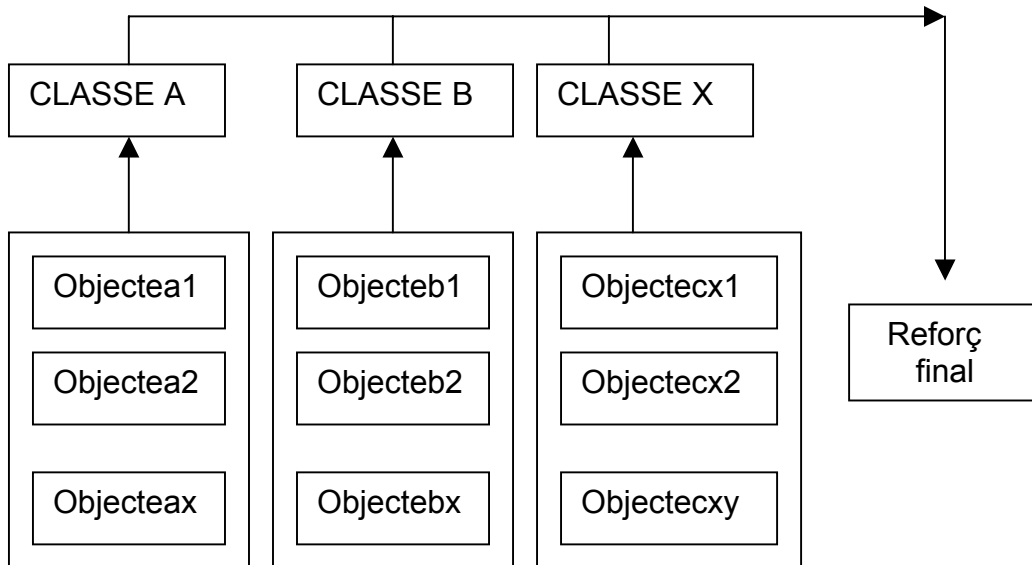 CLASSE A
CLASSE B
CLASSE X
Objectea1
Objecteb1
Objectecx1
Objectea2
Objecteb2
Objectecx2
Objecteax
Objectebx
Objectecxy
Reforç
final